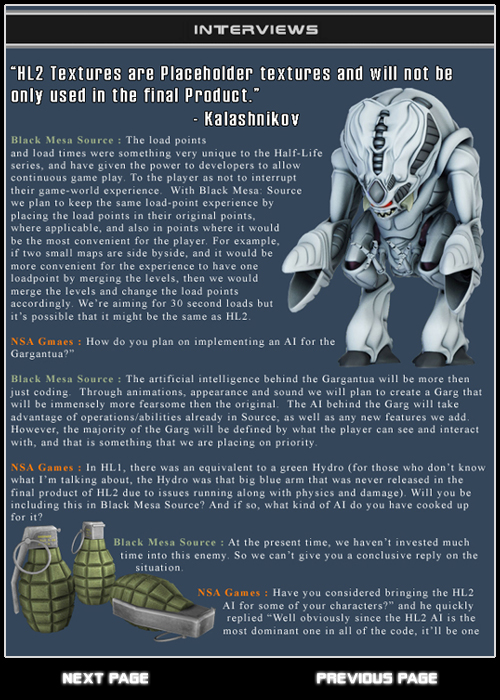 INTERVIEWS
“HL2 Textures are Placeholder textures and will not be
only used in the final Product.”
- Kalashnikov
Black Mesa Source : The load points
and load times were something very unique to the Half-Life
series, and have given the power to developers to allow
continuous game play. To the player as not to interrupt
their game-world experience. With Black Mesa: Source
we plan to keep the same load-point experience by
placing the load points in their original points,
where applicable, and also in points where it would
be the most convenient for the player. For example,
if two small maps are side byside, and it would be
more convenient for the experience to have one
loadpoint by merging the levels, then we would
merge the levels and change the load points
accordingly. We’re aiming for 30 second loads but
it’s possible that it might be the same as HL2.
NSA Gmaes : How do you plan on implementing an AI for the
Gargantua?”
Black Mesa Source : The artificial intelligence behind the Gargantua will be more then
just coding. Through animations, appearance and sound we will plan to create a Garg that
will be immensely more fearsome then the original. The AI behind the Garg will take
advantage of operations/abilities already in Source, as well as any new features we add.
However, the majority of the Garg will be defined by what the player can see and interact
with, and that is something that we are placing on priority.
NSA Games : In HL1, there was an equivalent to a green Hydro (for those who don’t know
what I’m talking about, the Hydro was that big blue arm that was never released in the
final product of HL2 due to issues running along with physics and damage). Will you be
including this in Black Mesa Source? And if so, what kind of AI do you have cooked up
for it?
Black Mesa Source : At the present time, we haven’t invested much
time into this enemy. So we can’t give you a conclusive reply on the
situation.
NSA Games : Have you considered bringing the HL2
AI for some of your characters?” and he quickly
replied “Well obviously since the HL2 AI is the
most dominant one in all of the code, it’ll be one
NEXT PAGE
PREVIOUS PAGE